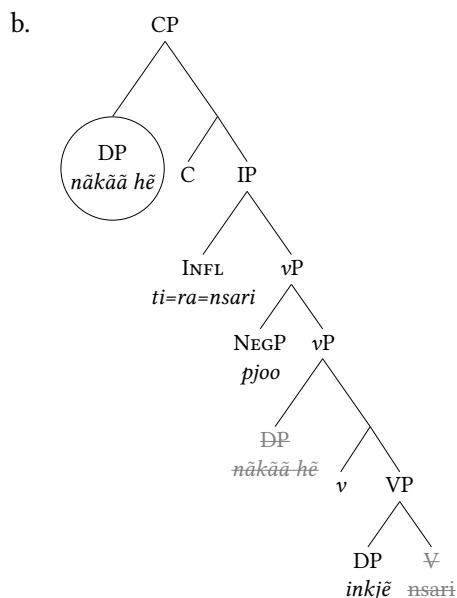 b.
CP
DP
nãkãã hẽ
C
IP
INFL
ti=ra=nsari
vP
NEGP
pjoo
vP
DP
nãkãã hẽ
v
VP
DP
inkjẽ
V
nsari